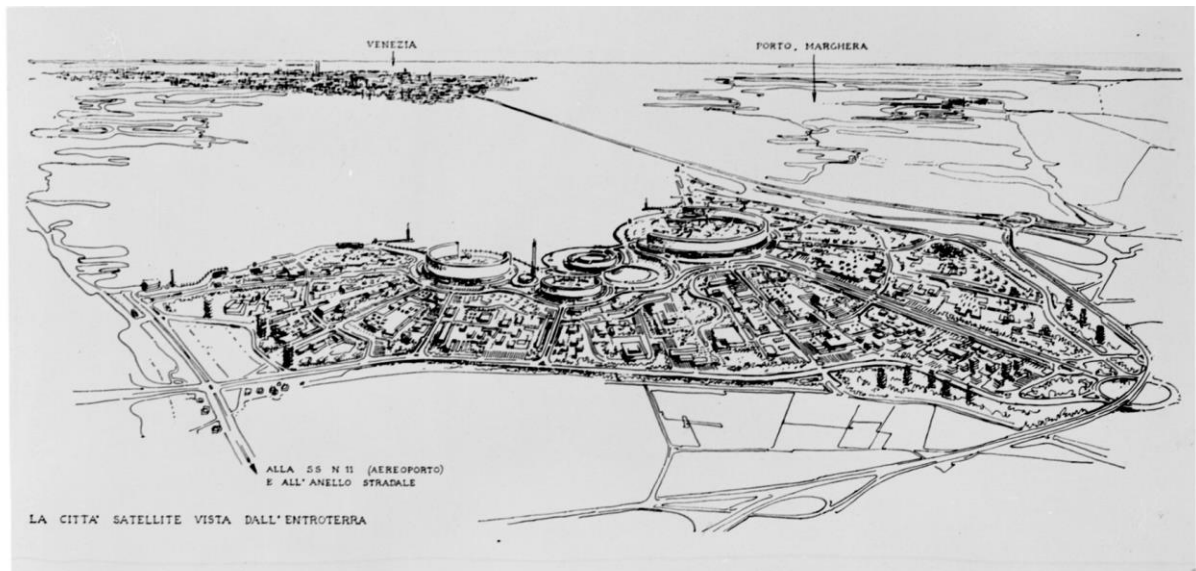 VENEZIA
PORTO, MARGHERA
ALLA SS N 11 (AEREOPORTO)
E ALL' ANELLO STRADALE
LA CITTA' SATELLITE VISTA DALL' ENTROTERRA